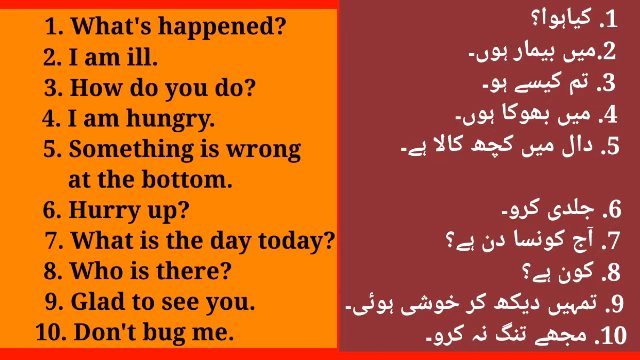 1. What's happened?
2. I am ill.
3. How do you do?
4. I am hungry.
5. Something is wrong
at the bottom.
6. Hurry up?
7. What is the day today?
8. Who is there?
9. Glad to see you.
10. Don't bug me.
1. کیاہوا؟
2.میں بیمار ہوں۔
3. تم کیسے ہو۔
4. میں بھوکا ہوں۔
5. دال میں کچھ کالا ہے۔
6. جلدی کرو۔
7. آج کونسا دن ہے؟
8. کون ہے؟
9. تمہیں دیکھ کر خوشی ہوئی۔
10. مجھے تنگ نہ کرو۔